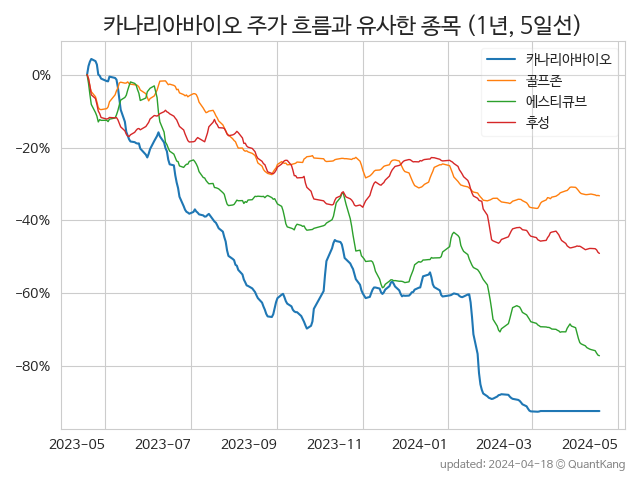 카나리아바이오 주가 흐름과 유사한 종목 (1년, 5일선)
카나리아바이오
골프존
에스티큐브
후성
0%
−20%
−40%
−60%
−80%
2023-05 2023-07 2023-09 2023-11 2024-01 2024-03 2024-05
updated: 2024-04-18 © QuantKang